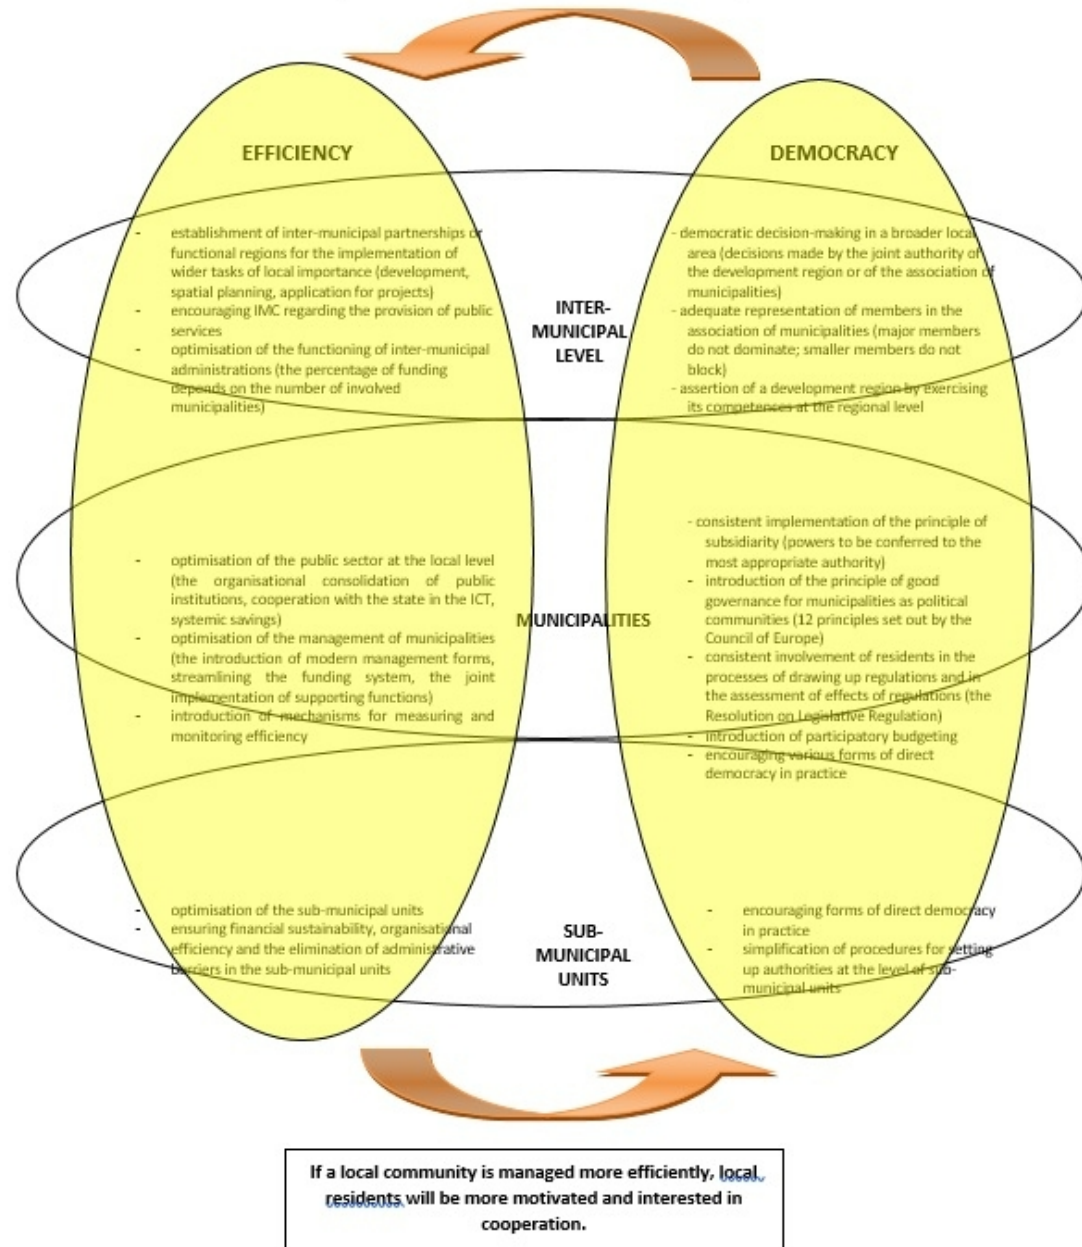 EFFICIENCY
- establishment of inter-municipal partnerships or
functional regions for the implementation of
wider tasks of local importance (development,
spatial planning, application for projects)
- encouraging IMC regarding the provision of public
services
- optimisation of the functioning of inter-municipal
administrations (the percentage of funding
depends on the number of involved
municipalities)
INTER-
MUNICIPAL
LEVEL
DEMOCRACY
- democratic decision-making in a broader local
area (decisions made by the joint authority of
the development region or of the association of
municipalities)
- adequate representation of members in the
association of municipalities (major members
do not dominate; smaller members do not
block)
- assertion of a development region by exercising
its competences at the regional level
- optimisation of the public sector at the local level
(the organisational consolidation of public
institutions, cooperation with the state in the ICT,
systemic savings)
- optimisation of the management of municipalities
(the introduction of modern management forms,
streamlining the funding system, the joint
implementation of supporting functions)
- introduction of mechanisms for measuring and
monitoring efficiency
MUNICIPALITIES
- consistent implementation of the principle of
subsidiarity (powers to be conferred to the
most appropriate authority)
- introduction of the principle of good
governance for municipalities as political
communities (12 principles set out by the
Council of Europe)
- consistent involvement of residents in the
processes of drawing up regulations and in
the assessment of effects of regulations (the
Resolution on Legislative Regulation)
- introduction of participatory budgeting
- encouraging various forms of direct
democracy in practice
- optimisation of the sub-municipal units
- ensuring financial sustainability, organisational
efficiency and the elimination of administrative
barriers in the sub-municipal units
SUB-
MUNICIPAL
UNITS
- encouraging forms of direct democracy
in practice
- simplification of procedures for setting
up authorities at the level of sub-
municipal units
If a local community is managed more efficiently, local
residents will be more motivated and interested in
cooperation.